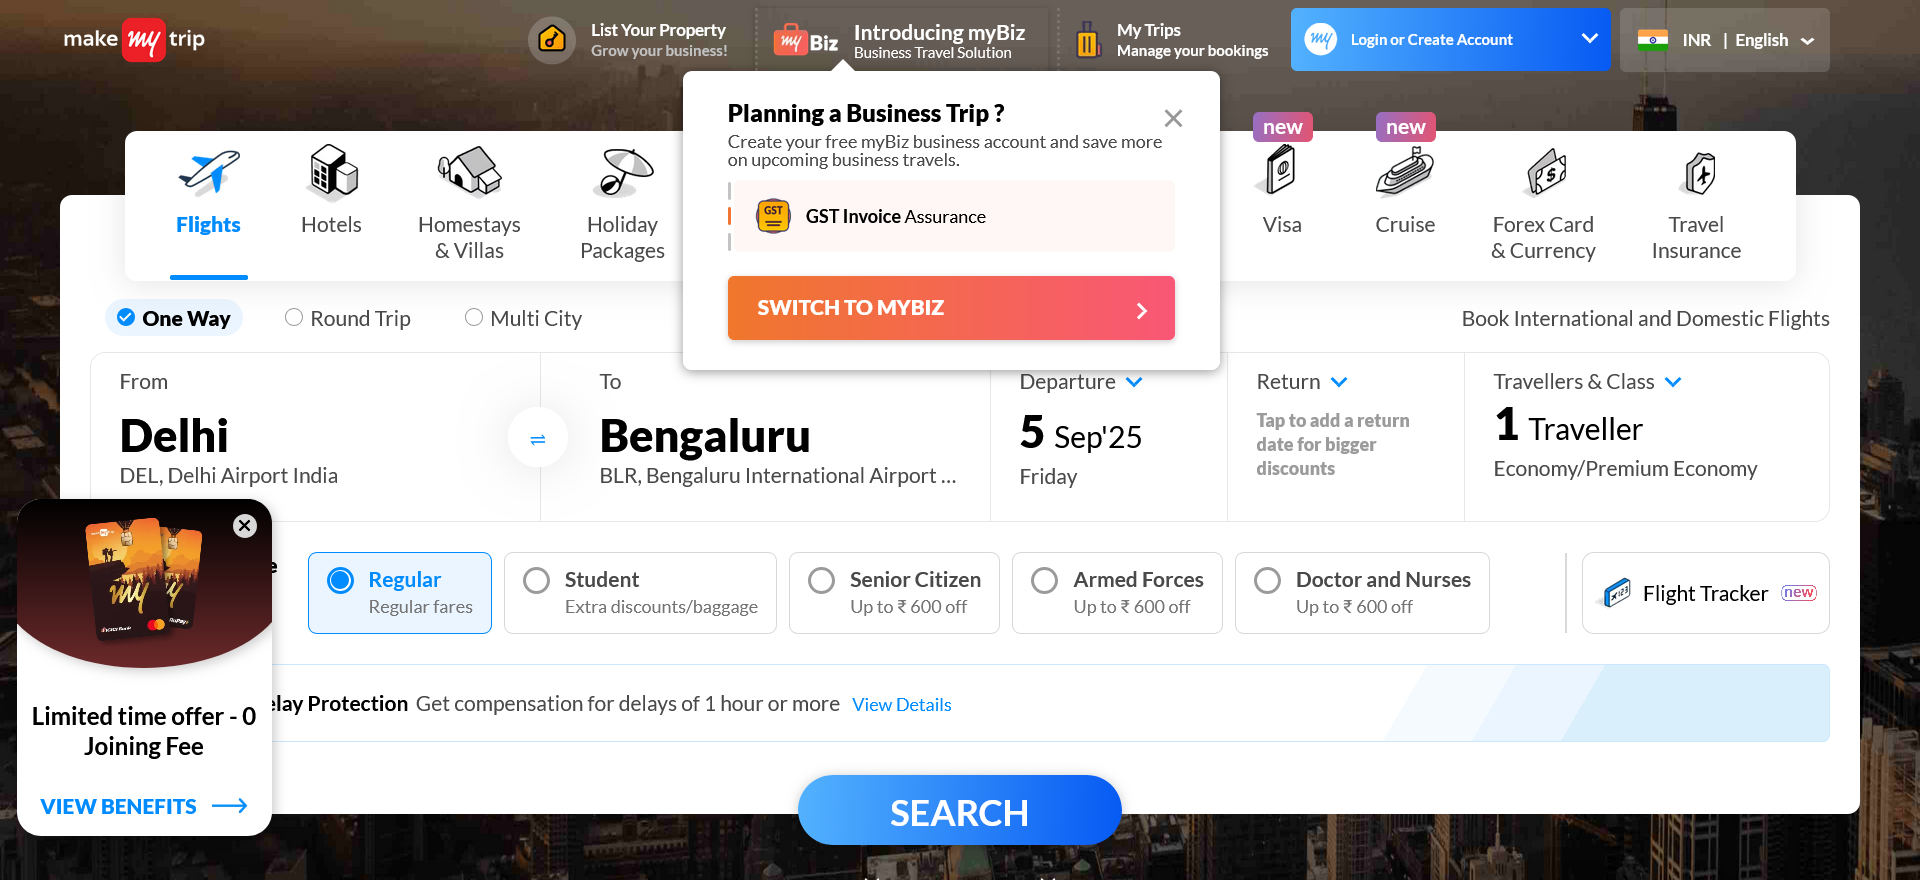 make my trip
List Your Property
Grow your business!
my Biz
Introducing myBiz
Business Travel Solution
My Trips
Manage your bookings
my
Login or Create Account
INR | English
Planning a Business Trip ?
Create your free myBiz business account and save more
on upcoming business travels.
GST
GST Invoice Assurance
SWITCH TO MYBIZ
Flights
Hotels
Homestays
& Villas
Holiday
Packages
new
Visa
new
Cruise
Forex Card
& Currency
Travel
Insurance
One Way
Round Trip
Multi City
Book International and Domestic Flights
From
Delhi
DEL, Delhi Airport India
To
Bengaluru
BLR, Bengaluru International Airport ...
Departure
5 Sep'25
Friday
Return
Tap to add a return
date for bigger
discounts
Travellers & Class
1 Traveller
Economy/Premium Economy
Regular
Regular fares
Student
Extra discounts/baggage
Senior Citizen
Up to ₹ 600 off
Armed Forces
Up to ₹ 600 off
Doctor and Nurses
Up to ₹ 600 off
Flight Tracker new
elay Protection Get compensation for delays of 1 hour or more View Details
my
ICICI Bank
RuPay
Limited time offer - 0
Joining Fee
VIEW BENEFITS
SEARCH